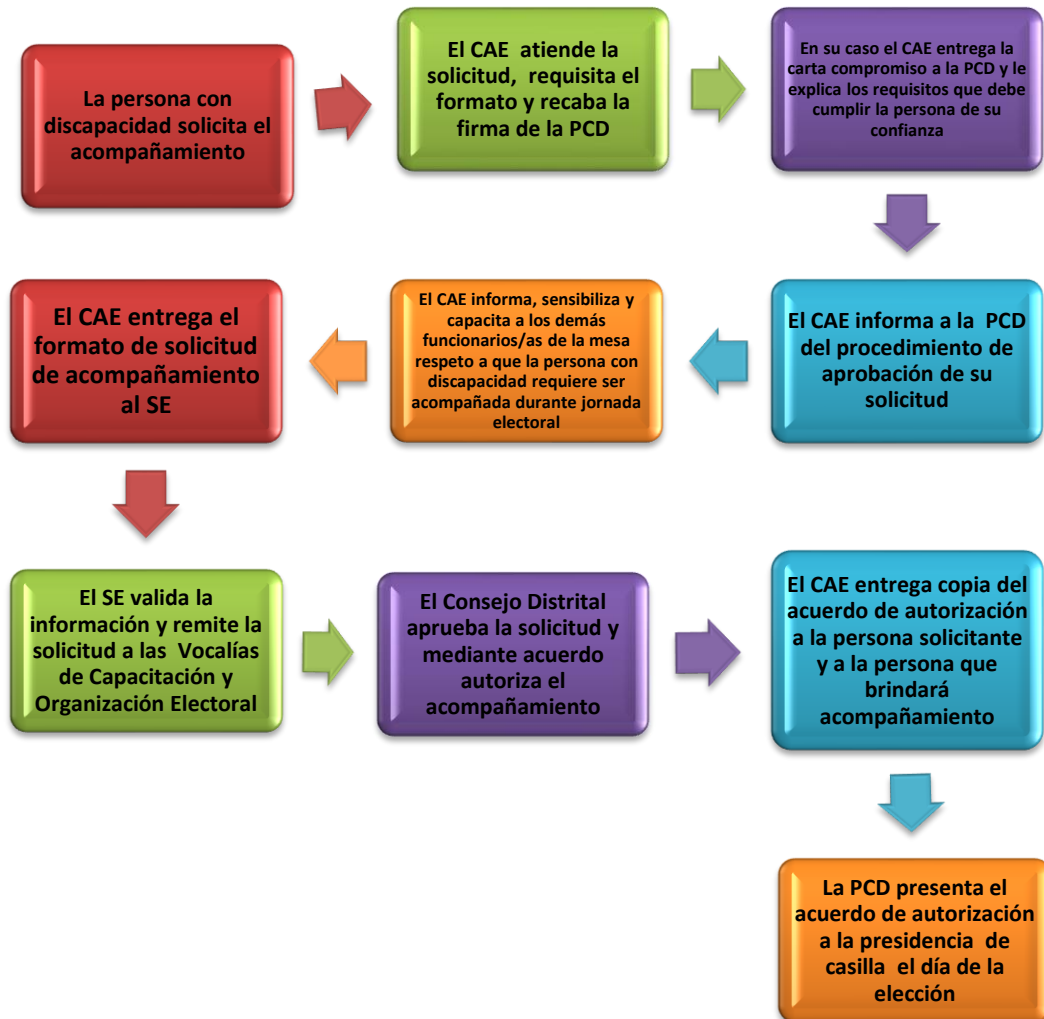 La persona con
discapacidad solicita el
acompañamiento
El CAE atiende la
solicitud, requisita el
formato y recaba la
firma de la PCD
En su caso el CAE entrega la
carta compromiso a la PCD y le
explica los requisitos que debe
cumplir la persona de su
confianza
El CAE informa a la PCD
del procedimiento de
aprobación de su
solicitud
El CAE informa, sensibiliza y
capacita a los demás
funcionarios/as de la mesa
respeto a que la persona con
discapacidad requiere ser
acompañada durante jornada
electoral
El CAE entrega el
formato de solicitud
de acompañamiento
al SE
El SE valida la
información y remite la
solicitud a las Vocalías
de Capacitación y
Organización Electoral
El Consejo Distrital
aprueba la solicitud y
mediante acuerdo
autoriza el
acompañamiento
El CAE entrega copia del
acuerdo de autorización
a la persona solicitante
y a la persona que
brindará
acompañamiento
La PCD presenta el
acuerdo de autorización
a la presidencia de
casilla el día de la
elección